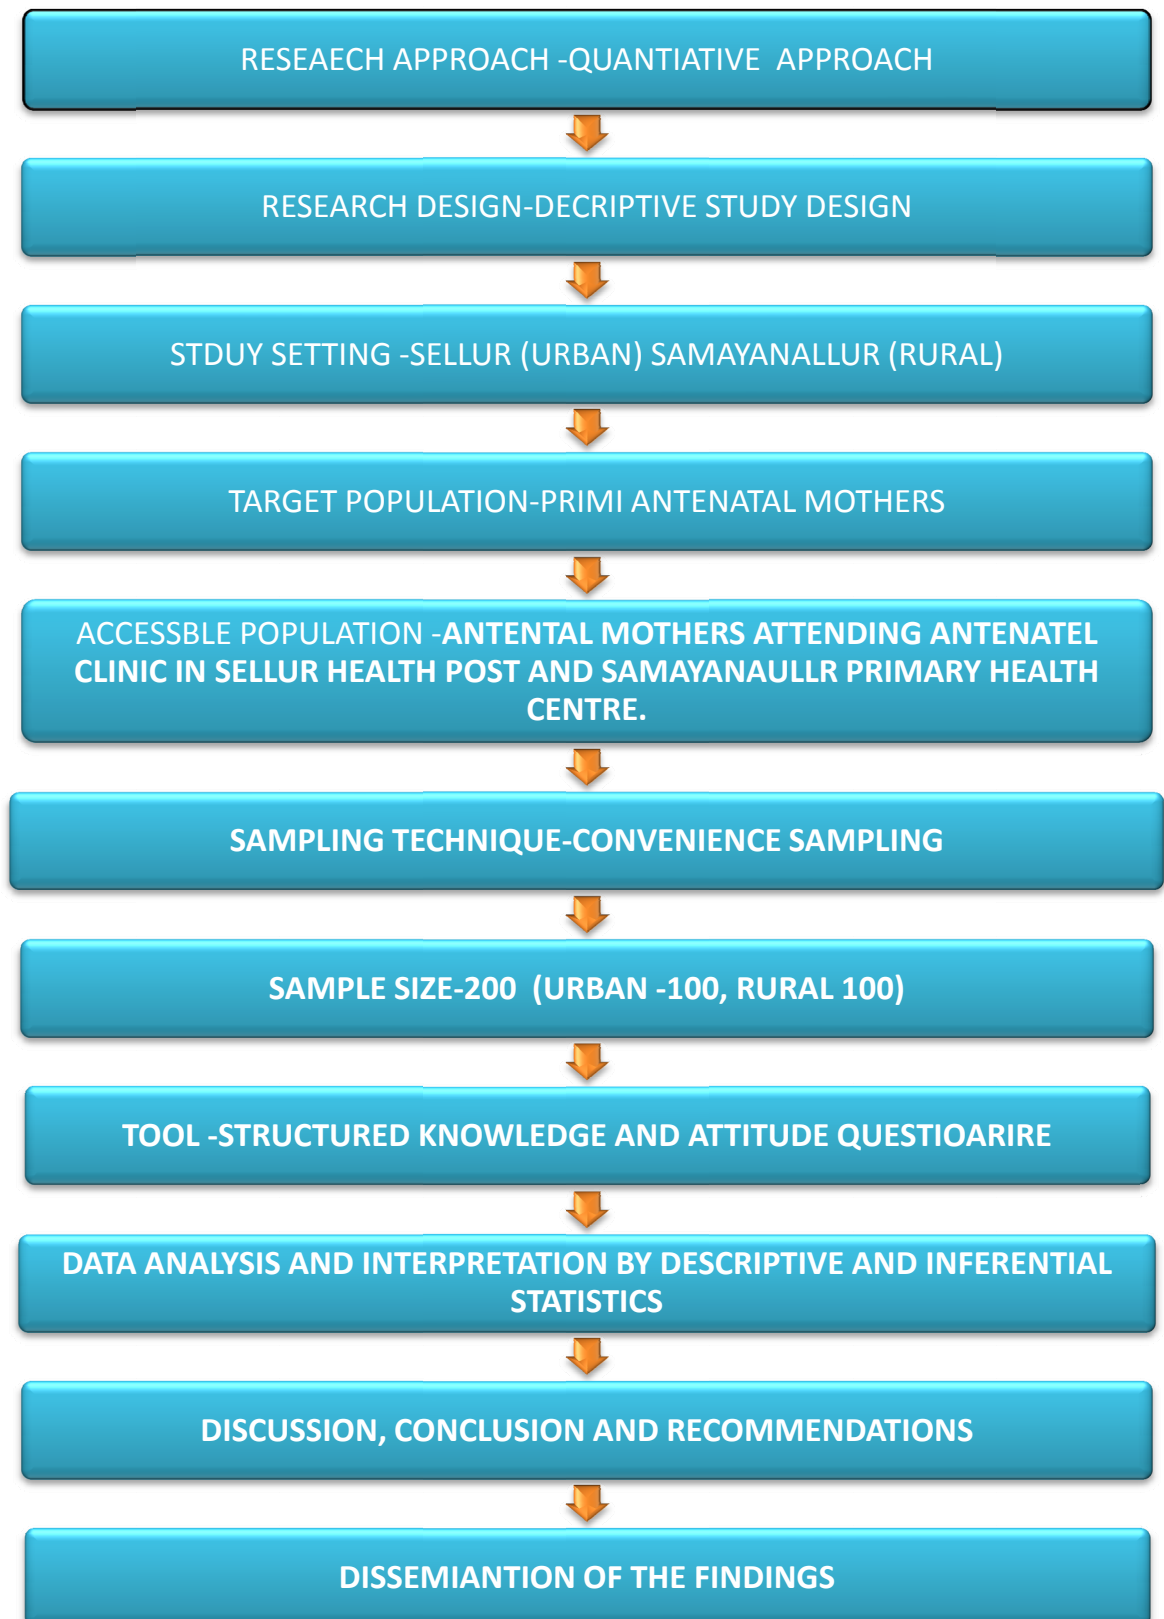 RESEAECH APPROACH -QUANTIATIVE APPROACH
RESEARCH DESIGN-DECRIPTIVE STUDY DESIGN
STDUY SETTING -SELLUR (URBAN) SAMAYANALLUR (RURAL)
TARGET POPULATION-PRIMI ANTENATAL MOTHERS
ACCESSBLE POPULATION -ANTENTAL MOTHERS ATTENDING ANTENATEL
CLINIC IN SELLUR HEALTH POST AND SAMAYANAULLR PRIMARY HEALTH
CENTRE.
SAMPLING TECHNIQUE-CONVENIENCE SAMPLING
SAMPLE SIZE-200 (URBAN -100, RURAL 100)
TOOL -STRUCTURED KNOWLEDGE AND ATTITUDE QUESTIOARIRE
DATA ANALYSIS AND INTERPRETATION BY DESCRIPTIVE AND INFERENTIAL
STATISTICS
DISCUSSION, CONCLUSION AND RECOMMENDATIONS
DISSEMIANTION OF THE FINDINGS